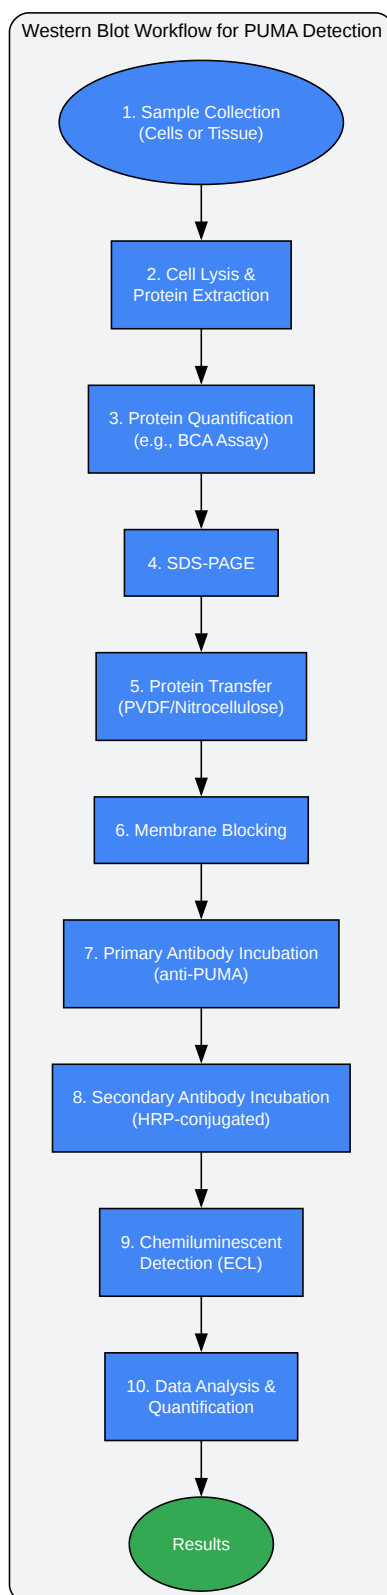 Western Blot Workflow for PUMA Detection
1. Sample Collection
(Cells or Tissue)
2. Cell Lysis &
Protein Extraction
3. Protein Quantification
(e.g., BCA Assay)
4. SDS-PAGE
5. Protein Transfer
(PVDF/Nitrocellulose)
6. Membrane Blocking
7. Primary Antibody Incubation
(anti-PUMA)
8. Secondary Antibody Incubation
(HRP-conjugated)
9. Chemiluminescent
Detection (ECL)
10. Data Analysis &
Quantification
Results